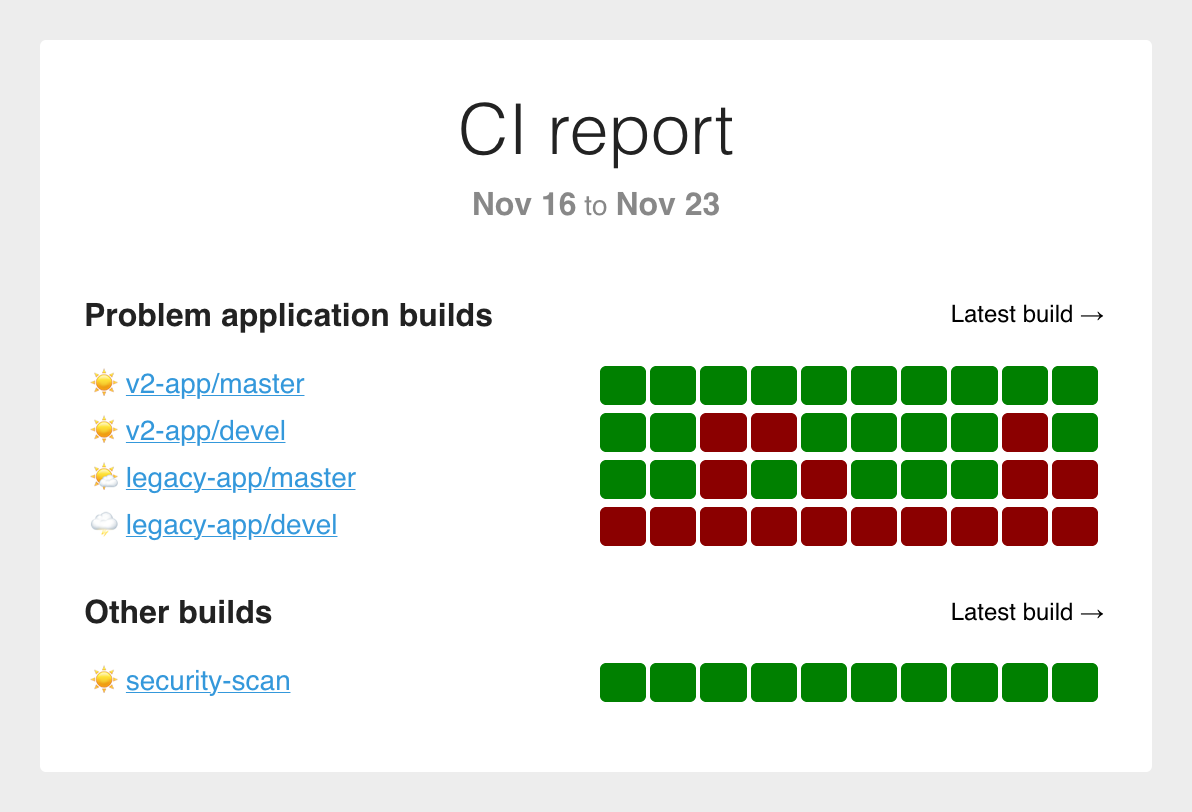 CI report
Nov 16 to Nov 23
Problem application builds
Latest build →
v2-app/master
v2-app/devel
legacy-app/master
legacy-app/devel
Other builds
Latest build →
security-scan